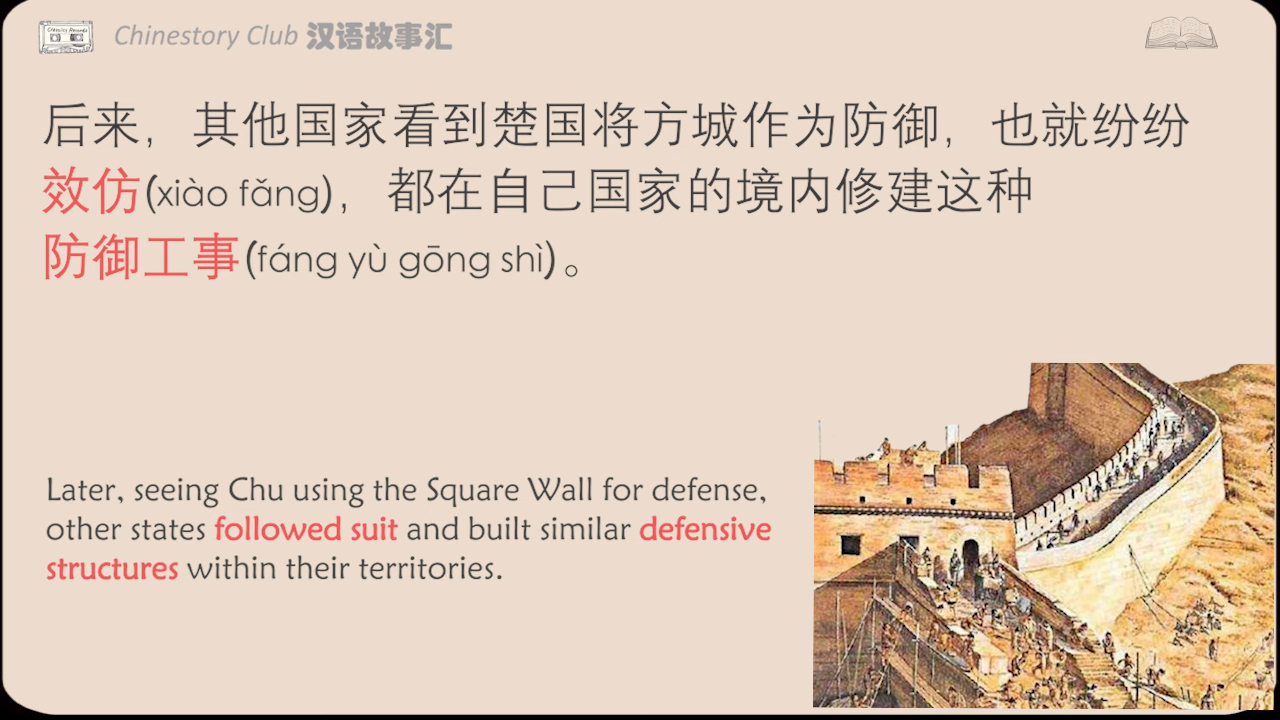 Chinestory Club 汉语故事汇
后来，其他国家看到楚国将方城作为防御，也就纷纷
效仿(xiào fǎng)，都在自己国家的境内修建这种
防御工事(fáng yù gōng shì)。
Later, seeing Chu using the Square Wall for defense,
other states followed suit and built similar defensive
structures within their territories.